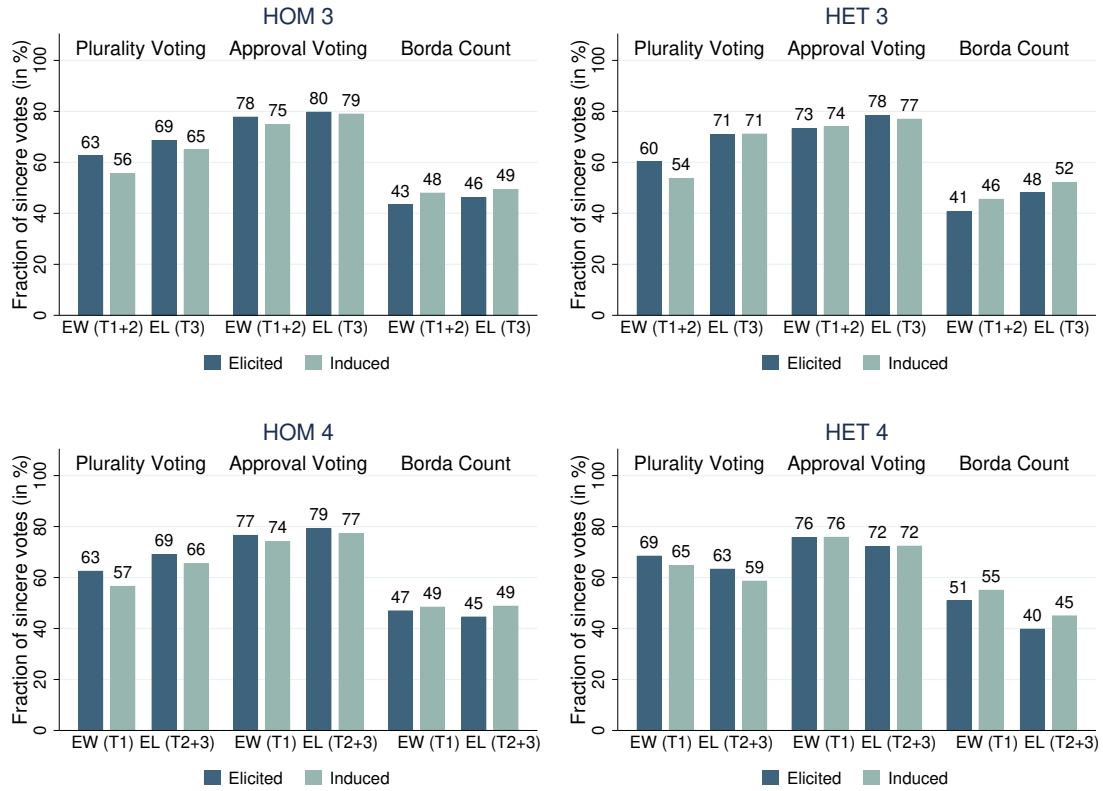 HOM 3
Plurality Voting Approval Voting Borda Count
Fraction of sincere votes (in %)
0 20 40 60 80 100
63 56 69 65 78 75 80 79 43 48 46 49
EW (T1+2) EL (T3) EW (T1+2) EL (T3) EW (T1+2) EL (T3)
Elicited Induced
HET 3
Plurality Voting Approval Voting Borda Count
Fraction of sincere votes (in %)
0 20 40 60 80 100
60 54 71 71 73 74 78 77 41 46 48 52
EW (T1+2) EL (T3) EW (T1+2) EL (T3) EW (T1+2) EL (T3)
Elicited Induced
HOM 4
Plurality Voting Approval Voting Borda Count
Fraction of sincere votes (in %)
0 20 40 60 80 100
63 57 69 66 77 74 79 77 47 49 45 49
EW (T1) EL (T2+3) EW (T1) EL (T2+3) EW (T1) EL (T2+3)
Elicited Induced
HET 4
Plurality Voting Approval Voting Borda Count
Fraction of sincere votes (in %)
0 20 40 60 80 100
69 65 63 59 76 76 72 72 51 55 40 45
EW (T1) EL (T2+3) EW (T1) EL (T2+3) EW (T1) EL (T2+3)
Elicited Induced